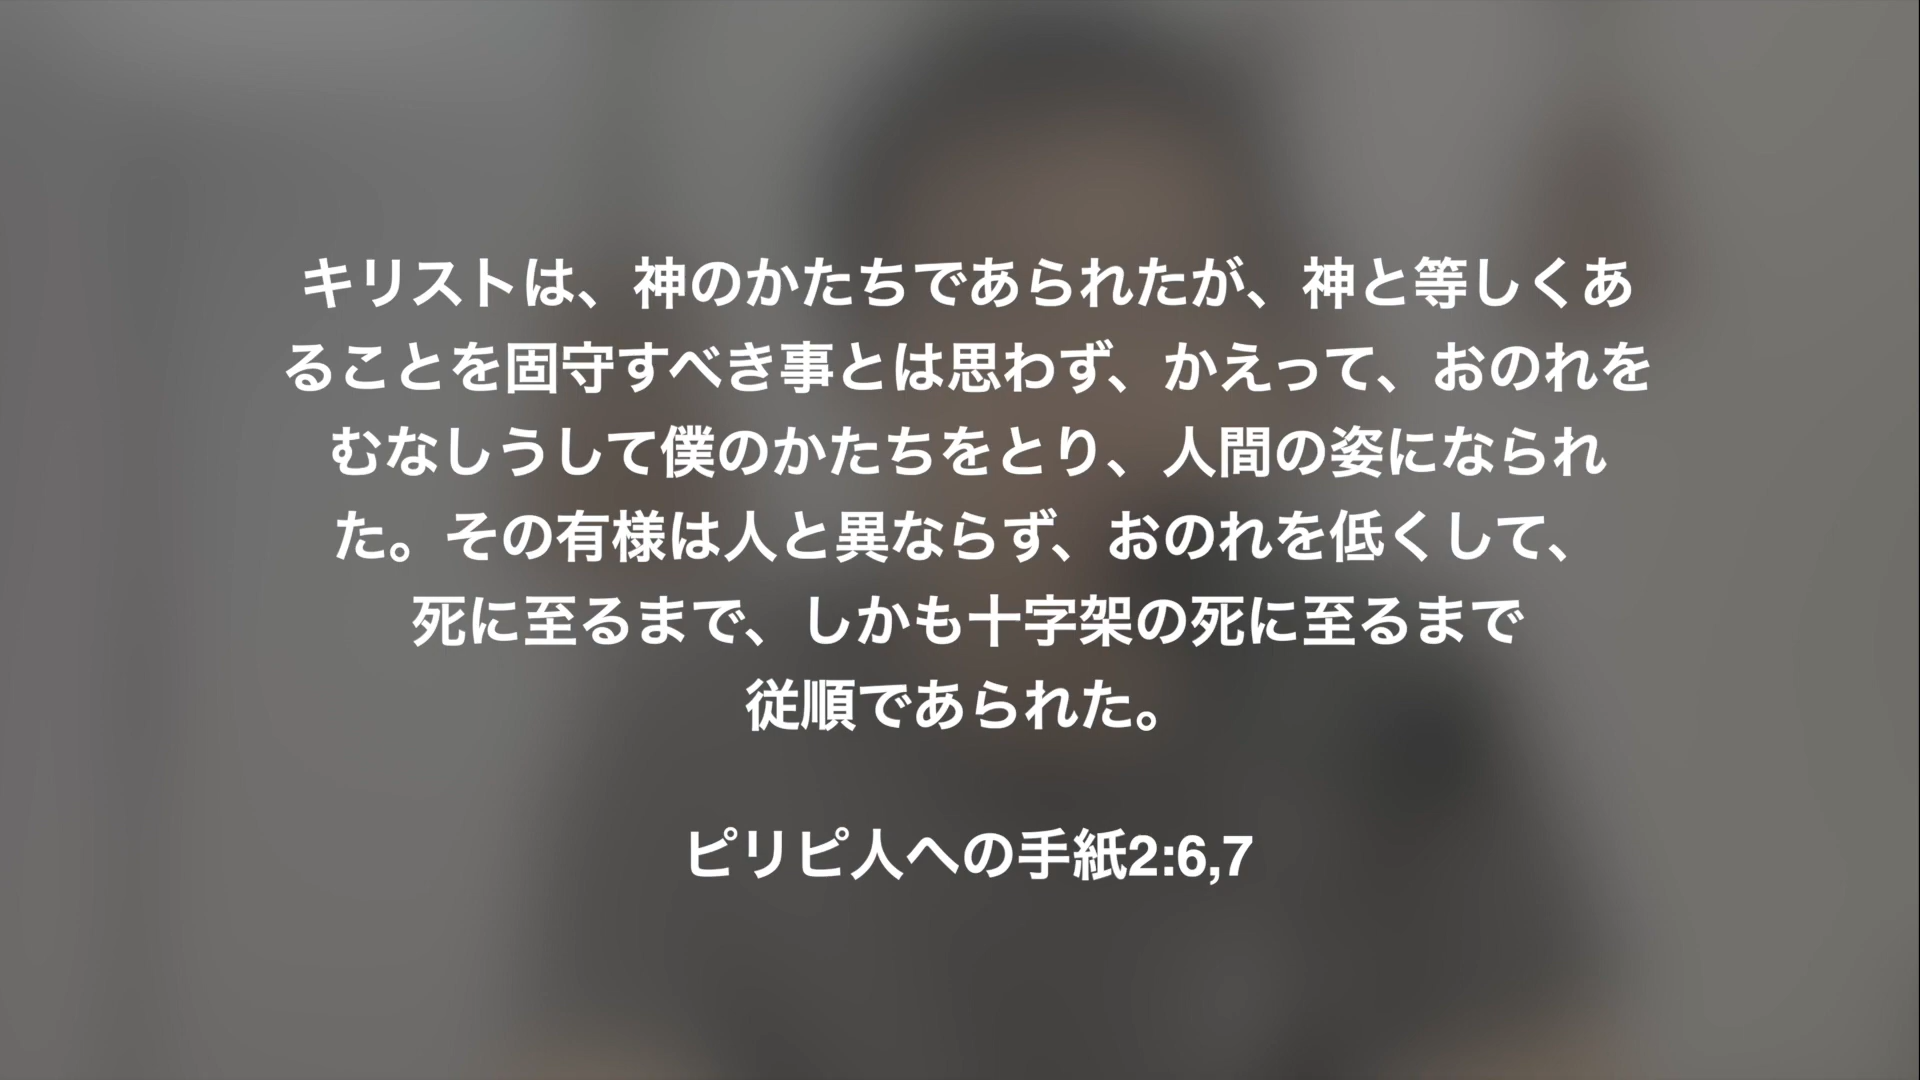 キリストは、神のかたちであられたが、神と等しくあ
ることを固守すべき事とは思わず、かえって、おのれを
むなしうして僕のかたちをとり、人間の姿になられ
た。その有様は人と異ならず、おのれを低くして、
死に至るまで、しかも十字架の死に至るまで
従順であられた。
ピリピ人への手紙2:6,7